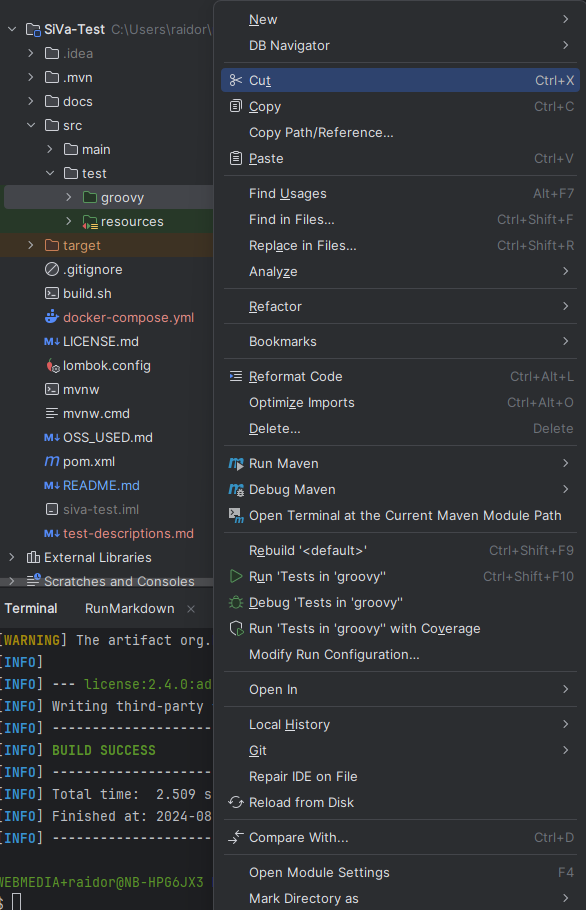 SiVa-Test C:\Users\raidor\
.idea
.mvn
docs
src
main
test
groovy
resources
target
.gitignore
build.sh
docker-compose.yml
LICENSE.md
lombok.config
mvnw
mvnw.cmd
OSS_USED.md
pom.xml
README.md
siva-test.iml
test-descriptions.md
External Libraries
Scratches and Consoles
New
DB Navigator
Cut Ctrl+X
Copy Ctrl+C
Copy Path/Reference...
Paste Ctrl+V
Find Usages Alt+F7
Find in Files... Ctrl+Shift+F
Replace in Files... Ctrl+Shift+R
Analyze
Refactor
Bookmarks
Reformat Code Ctrl+Alt+L
Optimize Imports Ctrl+Alt+O
Delete... Delete
Run Maven
Debug Maven
Open Terminal at the Current Maven Module Path
Rebuild '<default>' Ctrl+Shift+F9
Run 'Tests in 'groovy'' Ctrl+Shift+F10
Debug 'Tests in 'groovy''
Run 'Tests in 'groovy'' with Coverage
Modify Run Configuration...
Open In
Local History
Git
Repair IDE on File
Reload from Disk
Compare With... Ctrl+D
Open Module Settings F4
Mark Directory as
Terminal RunMarkdown
[WARNING] The artifact org.
[INFO]
[INFO] --- license:2.4.0:ad
[INFO] Writing third-party
[INFO] --------------------
[INFO] BUILD SUCCESS
[INFO] --------------------
[INFO] Total time:  2.509 s
[INFO] Finished at: 2024-08
[INFO] --------------------
WEBMEDIA+raidor@NB-HPG6JX3
$